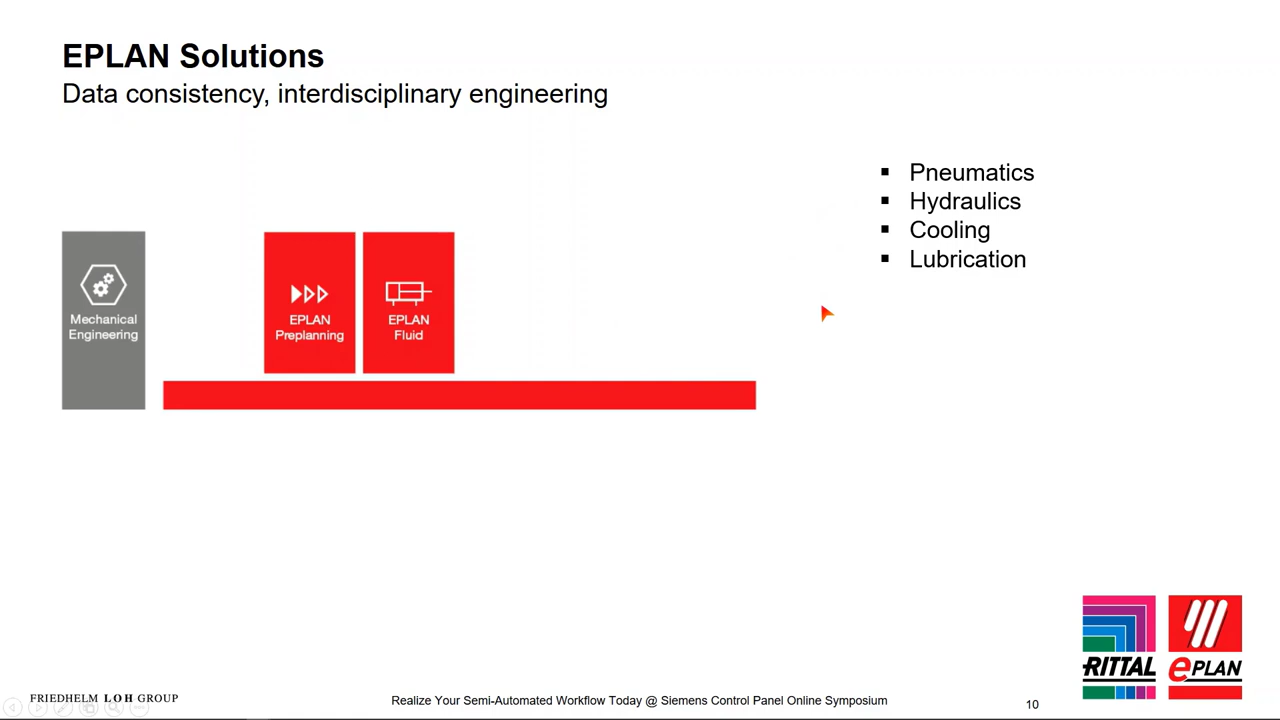 EPLAN Solutions
Data consistency, interdisciplinary engineering
▪ Pneumatics
▪ Hydraulics
▪ Cooling
▪ Lubrication
Mechanical
Engineering
EPLAN
Preplanning
EPLAN
Fluid
RITTAL
ePLAN
FRIEDHELM LOH GROUP
Realize Your Semi-Automated Workflow Today @ Siemens Control Panel Online Symposium
10